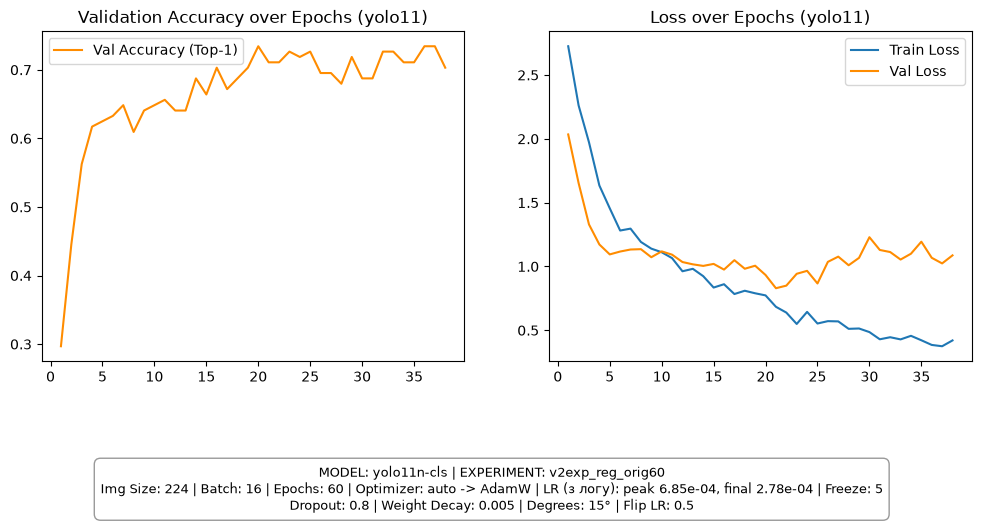 Validation Accuracy over Epochs (yolo11)
Val Accuracy (Top-1)
0.7
0.6
0.5
0.4
0.3
0 5 10 15 20 25 30 35
Loss over Epochs (yolo11)
Train Loss
Val Loss
2.5
2.0
1.5
1.0
0.5
0 5 10 15 20 25 30 35
MODEL: yolo11n-cls | EXPERIMENT: v2exp_reg_orig60
Img Size: 224 | Batch: 16 | Epochs: 60 | Optimizer: auto -> AdamW | LR (з логу): peak 6.85e-04, final 2.78e-04 | Freeze: 5
Dropout: 0.8 | Weight Decay: 0.005 | Degrees: 15° | Flip LR: 0.5